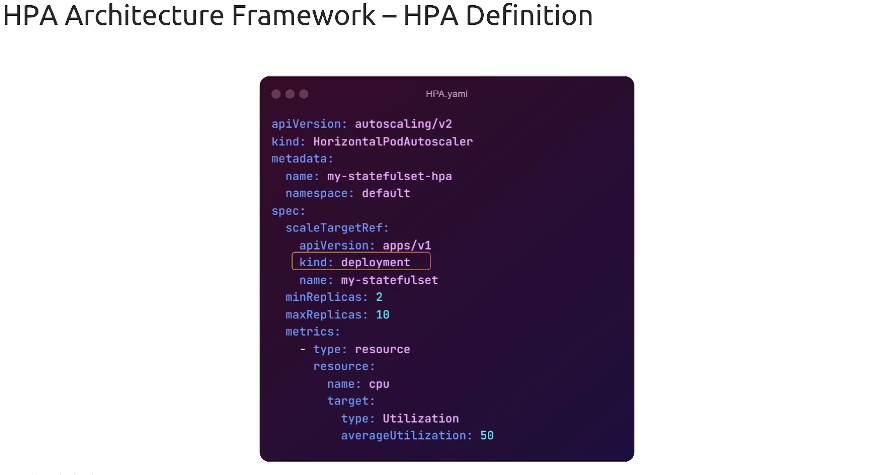 HPA Architecture Framework – HPA Definition
HPA.yaml
apiVersion: autoscaling/v2
kind: HorizontalPodAutoscaler
metadata:
  name: my-statefulset-hpa
  namespace: default
spec:
  scaleTargetRef:
    apiVersion: apps/v1
    kind: deployment
    name: my-statefulset
  minReplicas: 2
  maxReplicas: 10
  metrics:
    - type: resource
      resource:
        name: cpu
        target:
          type: Utilization
          averageUtilization: 50